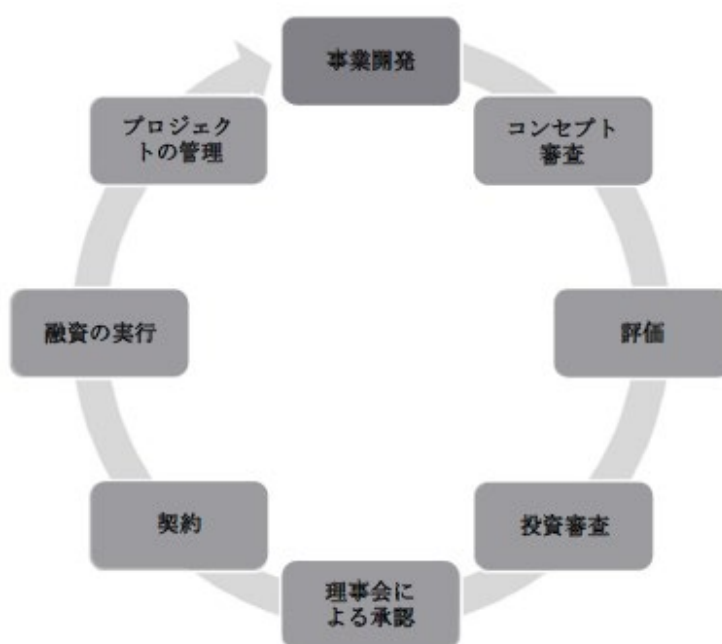 事業開発
コンセプト
審査
評価
投資審査
理事会に
よる承認
契約
融資の実行
プロジェク
トの管理